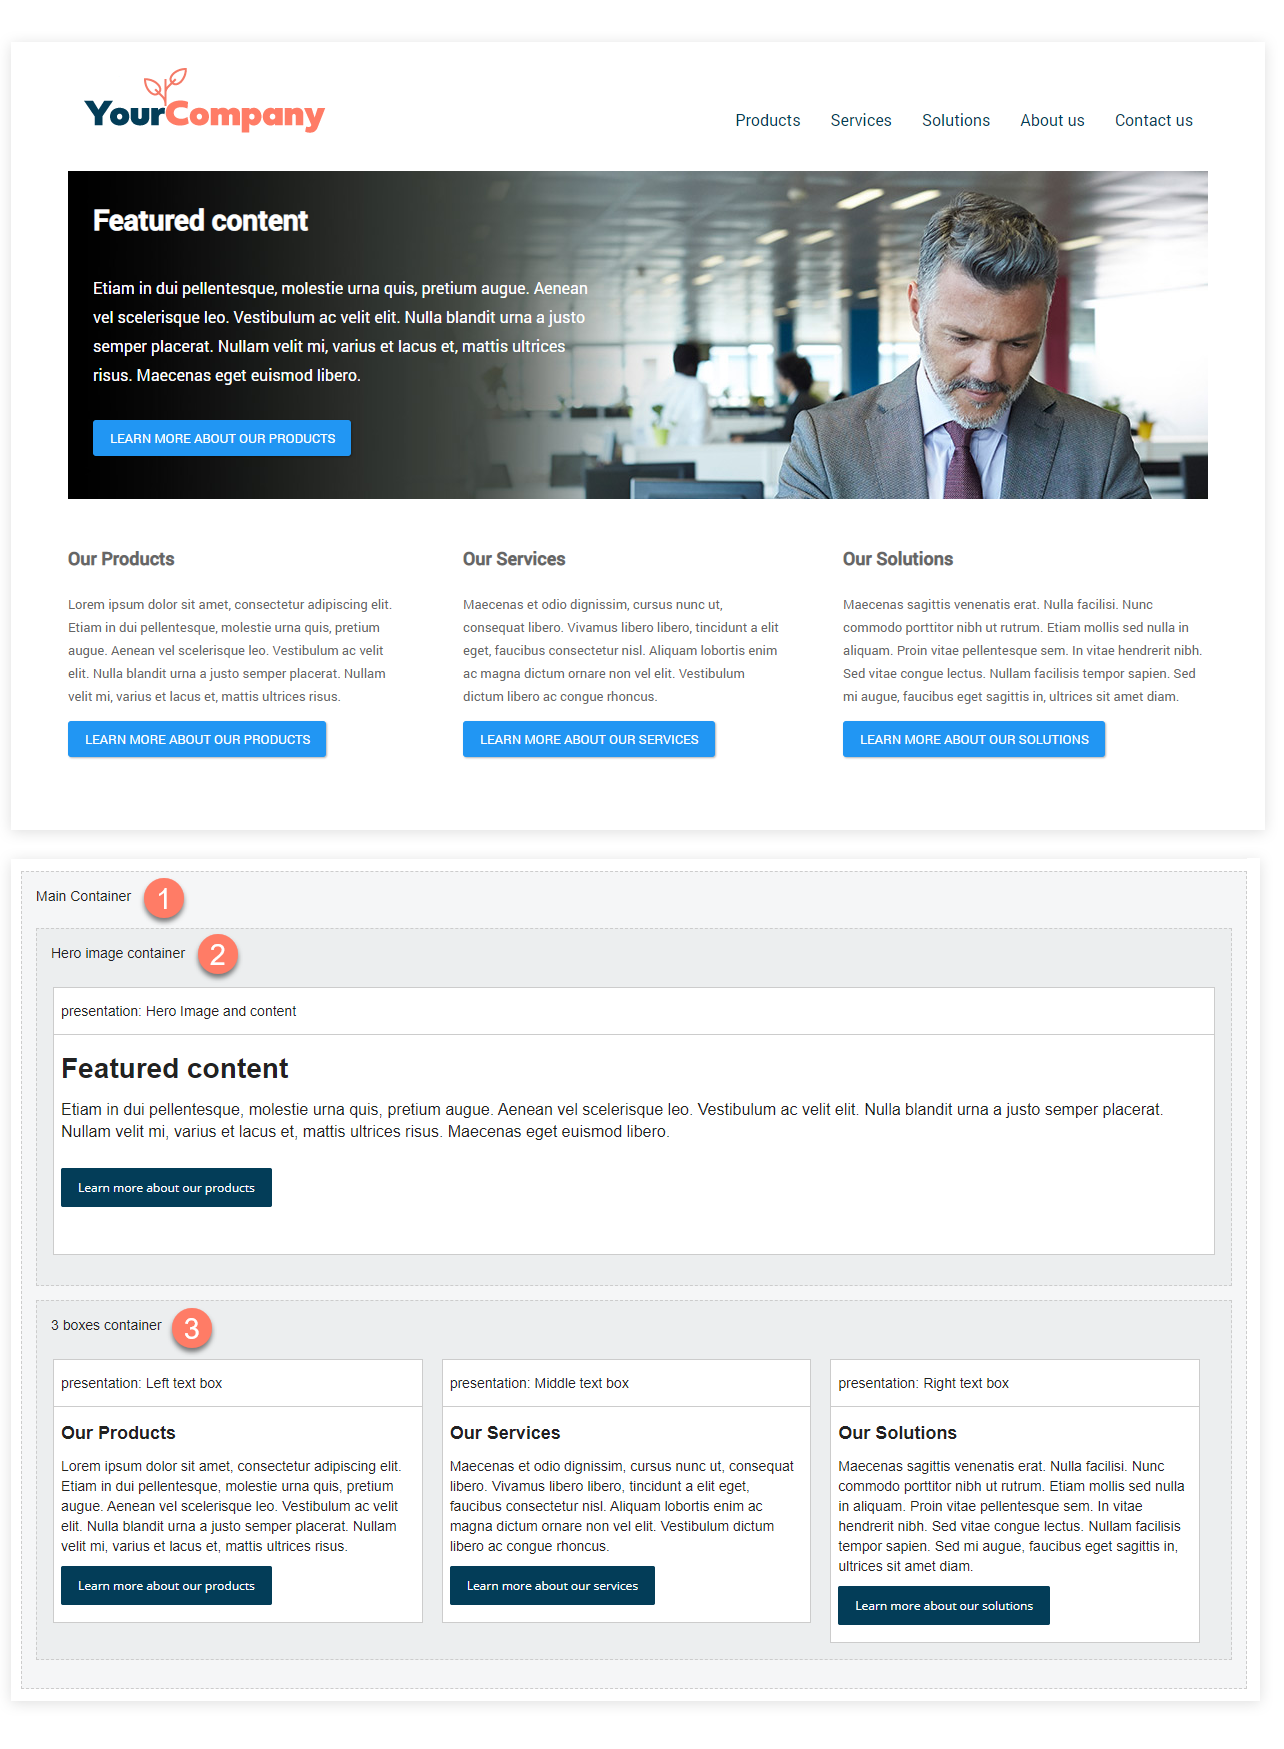 YourCompany
Products Services Solutions About us Contact us
Featured content
Etiam in dui pellentesque, molestie urna quis, pretium augue. Aenean
vel scelerisque leo. Vestibulum ac velit elit. Nulla blandit urna a justo
semper placerat. Nullam velit mi, varius et lacus et, mattis ultrices
risus. Maecenas eget euismod libero.
LEARN MORE ABOUT OUR PRODUCTS
Our Products
Lorem ipsum dolor sit amet, consectetur adipiscing elit.
Etiam in dui pellentesque, molestie urna quis, pretium
augue. Aenean vel scelerisque leo. Vestibulum ac velit
elit. Nulla blandit urna a justo semper placerat. Nullam
velit mi, varius et lacus et, mattis ultrices risus.
LEARN MORE ABOUT OUR PRODUCTS
Our Services
Maecenas et odio dignissim, cursus nunc ut,
consequat libero. Vivamus libero libero, tincidunt a elit
eget, faucibus consectetur nisl. Aliquam lobortis enim
ac magna dictum ornare non vel elit. Vestibulum
dictum libero ac congue rhoncus.
LEARN MORE ABOUT OUR SERVICES
Our Solutions
Maecenas sagittis venenatis erat. Nulla facilisi. Nunc
commodo porttitor nibh ut rutrum. Etiam mollis sed nulla in
aliquam. Proin vitae pellentesque sem. In vitae hendrerit nibh.
Sed vitae congue lectus. Nullam facilisis tempor sapien. Sed
mi augue, faucibus eget sagittis in, ultrices sit amet diam.
LEARN MORE ABOUT OUR SOLUTIONS
Main Container 1
Hero image container 2
presentation: Hero Image and content
Featured content
Etiam in dui pellentesque, molestie urna quis, pretium augue. Aenean vel scelerisque leo. Vestibulum ac velit elit. Nulla blandit urna a justo semper placerat.
Nullam velit mi, varius et lacus et, mattis ultrices risus. Maecenas eget euismod libero.
Learn more about our products
3 boxes container 3
presentation: Left text box
Our Products
Lorem ipsum dolor sit amet, consectetur adipiscing elit.
Etiam in dui pellentesque, molestie urna quis, pretium
augue. Aenean vel scelerisque leo. Vestibulum ac velit
elit. Nulla blandit urna a justo semper placerat. Nullam
velit mi, varius et lacus et, mattis ultrices risus.
Learn more about our products
presentation: Middle text box
Our Services
Maecenas et odio dignissim, cursus nunc ut, consequat
libero. Vivamus libero libero, tincidunt a elit eget,
faucibus consectetur nisl. Aliquam lobortis enim ac
magna dictum ornare non vel elit. Vestibulum dictum
libero ac congue rhoncus.
Learn more about our services
presentation: Right text box
Our Solutions
Maecenas sagittis venenatis erat. Nulla facilisi. Nunc
commodo porttitor nibh ut rutrum. Etiam mollis sed nulla
in aliquam. Proin vitae pellentesque sem. In vitae
hendrerit nibh. Sed vitae congue lectus. Nullam facilisis
tempor sapien. Sed mi augue, faucibus eget sagittis in,
ultrices sit amet diam.
Learn more about our solutions